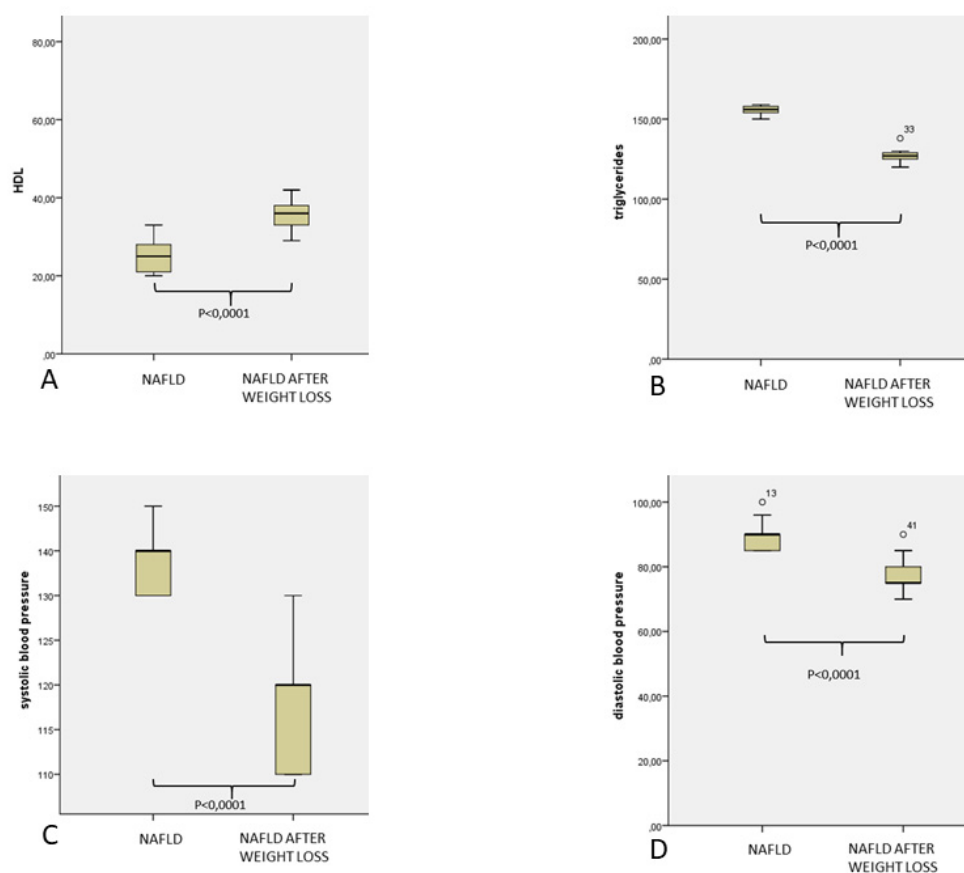 80,00
60,00
40,00
20,00
,00
HDL
P<0,0001
A
NAFLD
NAFLD AFTER
WEIGHT LOSS
200,00
150,00
100,00
50,00
,00
triglycerides
33
P<0,0001
B
NAFLD
NAFLD AFTER
WEIGHT LOSS
150
140
130
125
120
115
110
systolic blood pressure
P<0,0001
C
NAFLD
NAFLD AFTER
WEIGHT LOSS
100,00
80,00
60,00
40,00
20,00
,00
diastolic blood pressure
13
41
P<0,0001
D
NAFLD
NAFLD AFTER
WEIGHT LOSS